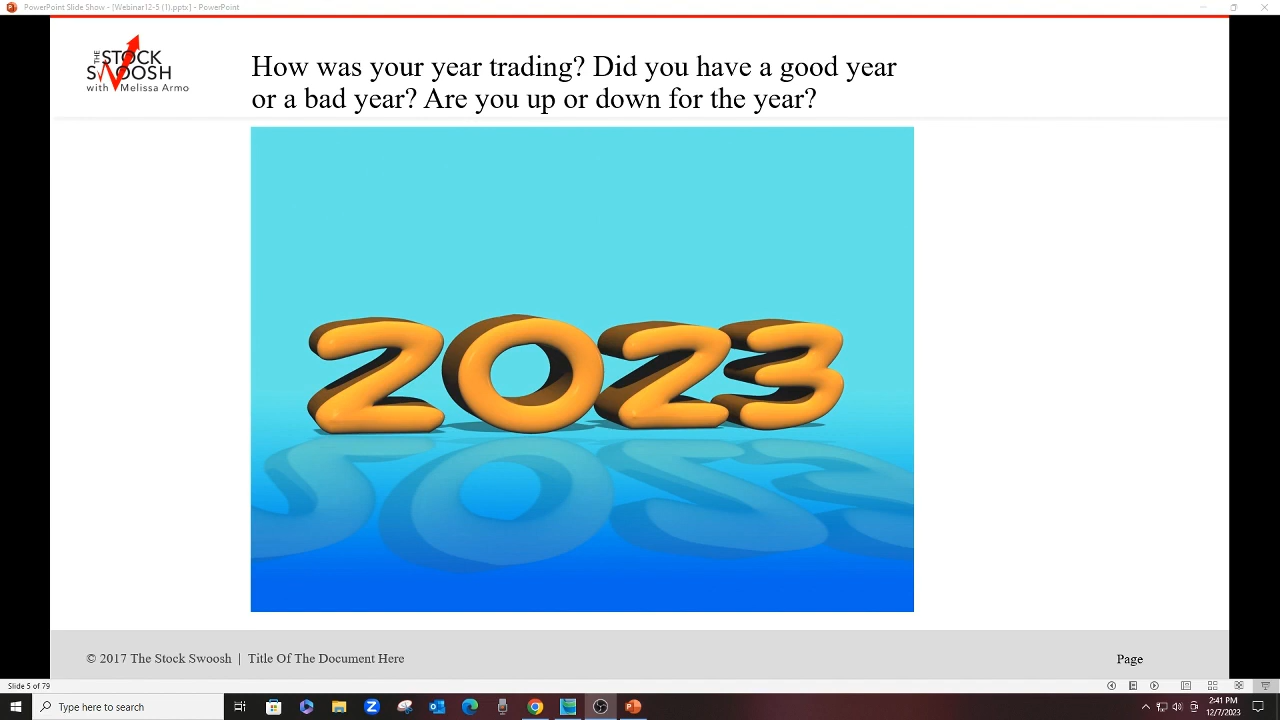 PowerPoint Slide Show - [Webinar12-5 (1).pptx] - PowerPoint
THE STOCK
SWOOSH
with Melissa Armo
How was your year trading? Did you have a good year
or a bad year? Are you up or down for the year?
2023
© 2017 The Stock Swoosh | Title Of The Document Here
Page
Slide 5 of 79
Type here to search
2:41 PM
12/7/2023